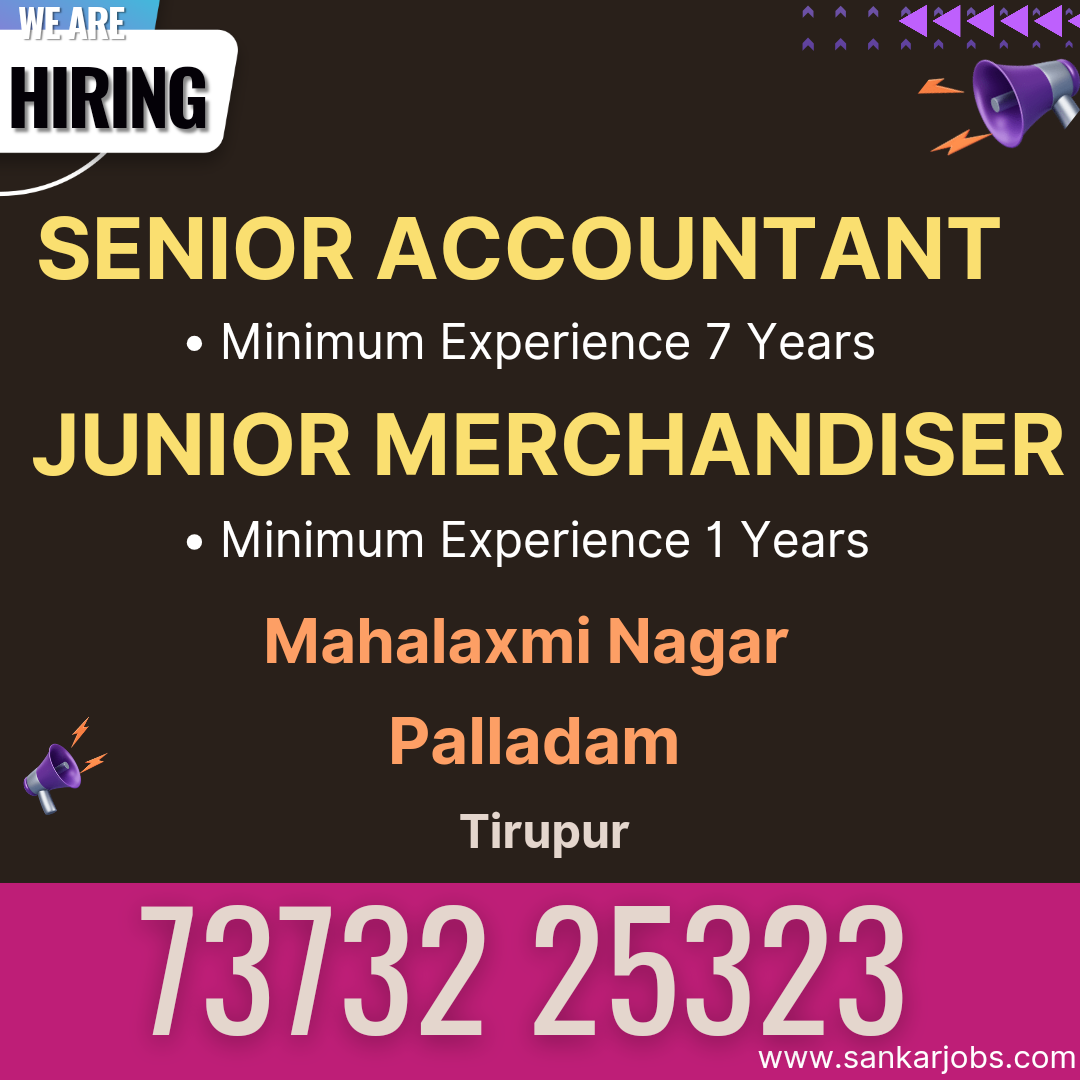 WE ARE
HIRING
SENIOR ACCOUNTANT
• Minimum Experience 7 Years
JUNIOR MERCHANDISER
• Minimum Experience 1 Years
Mahalaxmi Nagar
Palladam
Tirupur
73732 25323
www.sankarjobs.com